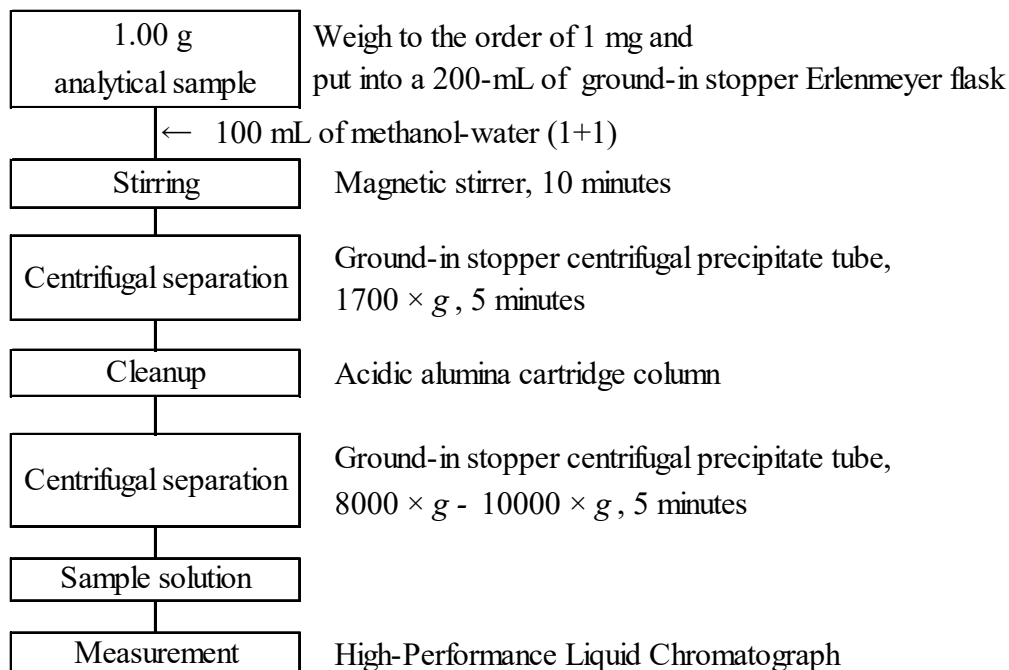 1.00 g
analytical sample
Weigh to the order of 1 mg and
put into a 200-mL of ground-in stopper Erlenmeyer flask
← 100 mL of methanol-water (1+1)
Stirring
Magnetic stirrer, 10 minutes
Centrifugal separation
Ground-in stopper centrifugal precipitate tube,
1700 × g , 5 minutes
Cleanup
Acidic alumina cartridge column
Centrifugal separation
Ground-in stopper centrifugal precipitate tube,
8000 × g - 10000 × g , 5 minutes
Sample solution
Measurement
High-Performance Liquid Chromatograph